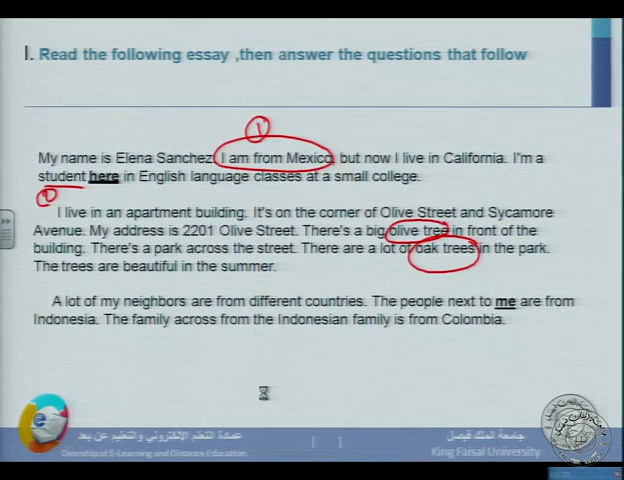 I. Read the following essay ,then answer the questions that follow
1
My name is Elena Sanchez. I am from Mexico, but now I live in California. I'm a
student here in English language classes at a small college.
I live in an apartment building. It's on the corner of Olive Street and Sycamore
Avenue. My address is 2201 Olive Street. There's a big olive tree in front of the
building. There's a park across the street. There are a lot of oak trees in the park.
The trees are beautiful in the summer.
A lot of my neighbors are from different countries. The people next to me are from
Indonesia. The family across from the Indonesian family is from Colombia.
عمادة التعلم الإلكتروني والتعليم عن بعد
Deanship of E-Learning and Distance Education
[ ]
جامعة الملك فيصل
King Faisal University